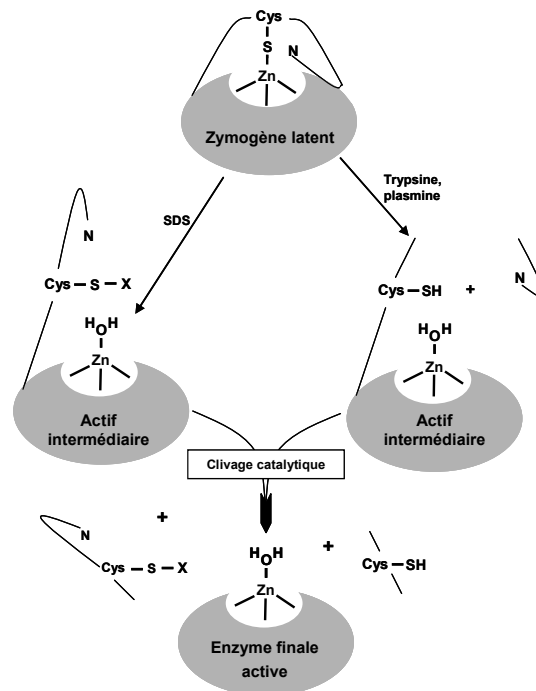 Cys
S
N
Zn
Zymogène latent
Trypsine,
plasmine
SDS
N
Cys – S – X
H H
O
Zn
Actif
intermédiaire
Cys – SH
+
N
H H
O
Zn
Actif
intermédiaire
Clivage catalytique
N
Cys – S – X
+
H H
O
Zn
+
Cys – SH
Enzyme finale
active